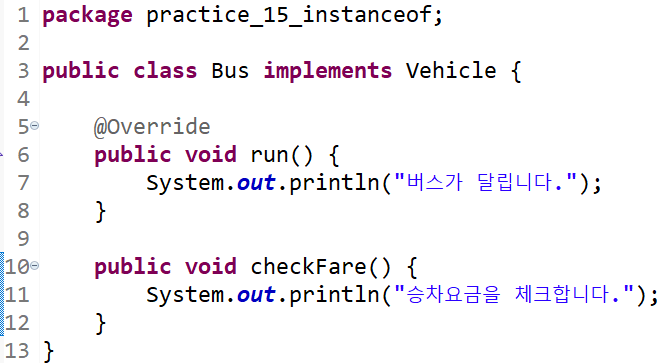 1 package practice_15_instanceof;
2
3 public class Bus implements Vehicle {
4
5     @Override
6     public void run() {
7         System.out.println("버스가 달립니다.");
8     }
9
10     public void checkFare() {
11         System.out.println("승차요금을 체크합니다.");
12     }
13 }